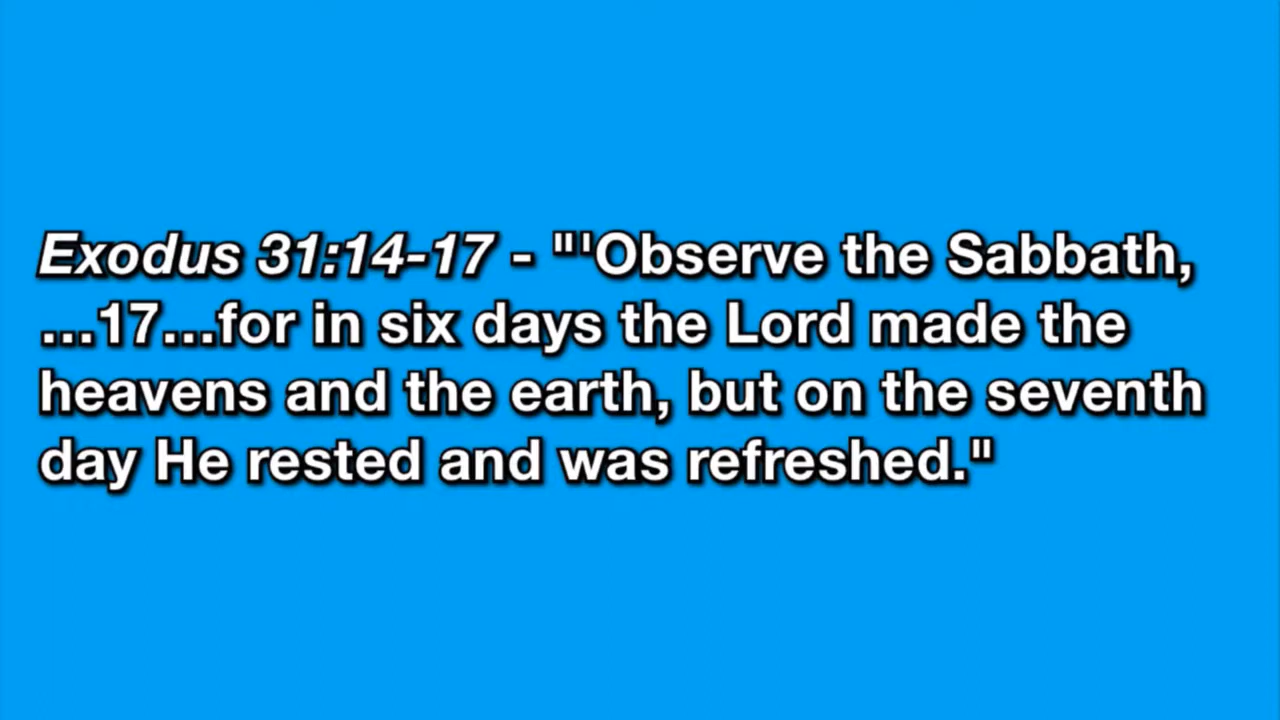 Exodus 31:14-17 - "'Observe the Sabbath,
...17...for in six days the Lord made the
heavens and the earth, but on the seventh
day He rested and was refreshed."